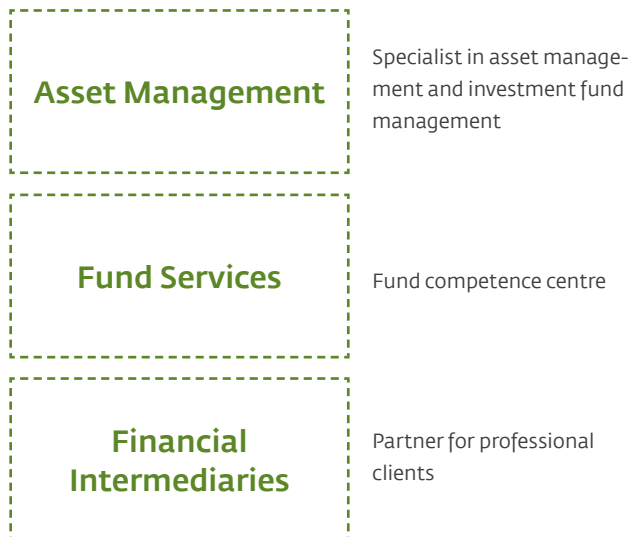 Asset Management
Specialist in asset manage-
ment and investment fund
management
Fund Services
Fund competence centre
Financial
Intermediaries
Partner for professional
clients